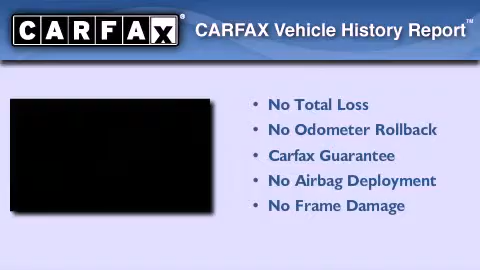 CARFAX® CARFAX Vehicle History Report™
• No Total Loss
• No Odometer Rollback
• Carfax Guarantee
• No Airbag Deployment
• No Frame Damage